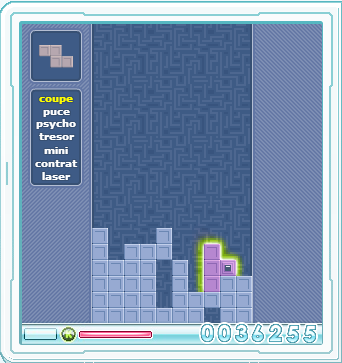 coupe
puce
psycho
tresor
mini
contrat
laser
0036255